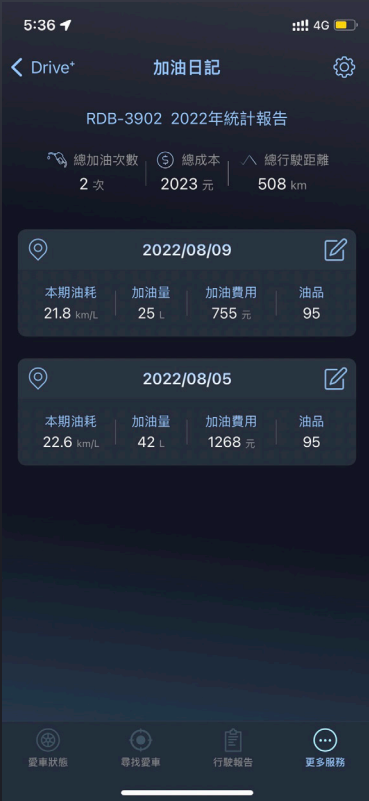 5:36 4G
Drive⁺ 加油日記
RDB-3902 2022年統計報告
總加油次數 總成本 總行駛距離
2 次 2023 元 508 km
2022/08/09
本期油耗 加油量 加油費用 油品
21.8 km/L 25 L 755 元 95
2022/08/05
本期油耗 加油量 加油費用 油品
22.6 km/L 42 L 1268 元 95
愛車狀態 尋找愛車 行駛報告 更多服務